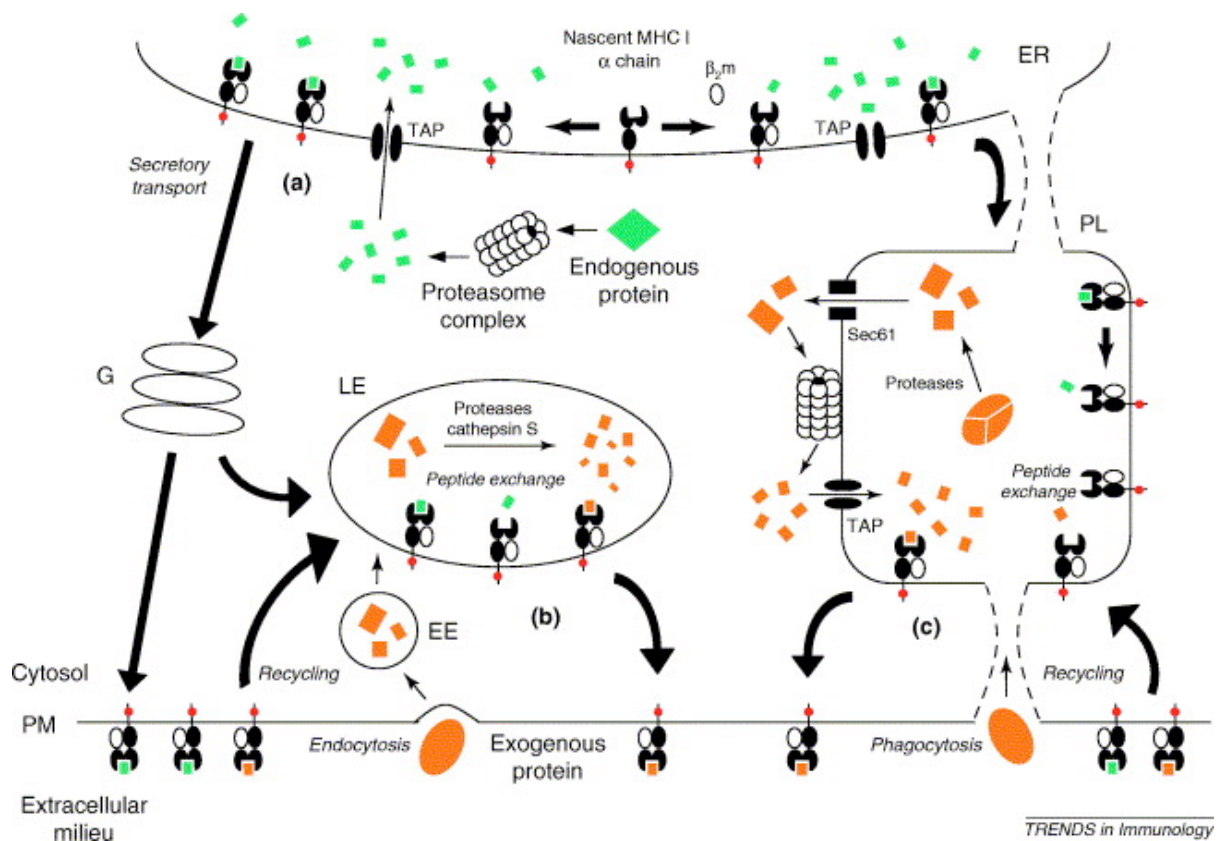 Nascent MHC I
α chain
β2m
ER
TAP
TAP
Secretory
transport
(a)
PL
Endogenous
protein
Proteasome
complex
Sec61
G
LE
Proteases
cathepsin S
Proteases
Peptide exchange
Peptide
exchange
TAP
(b)
(c)
EE
Cytosol
Recycling
Recycling
PM
Endocytosis
Exogenous
protein
Phagocytosis
Extracellular
milieu
TRENDS in Immunology